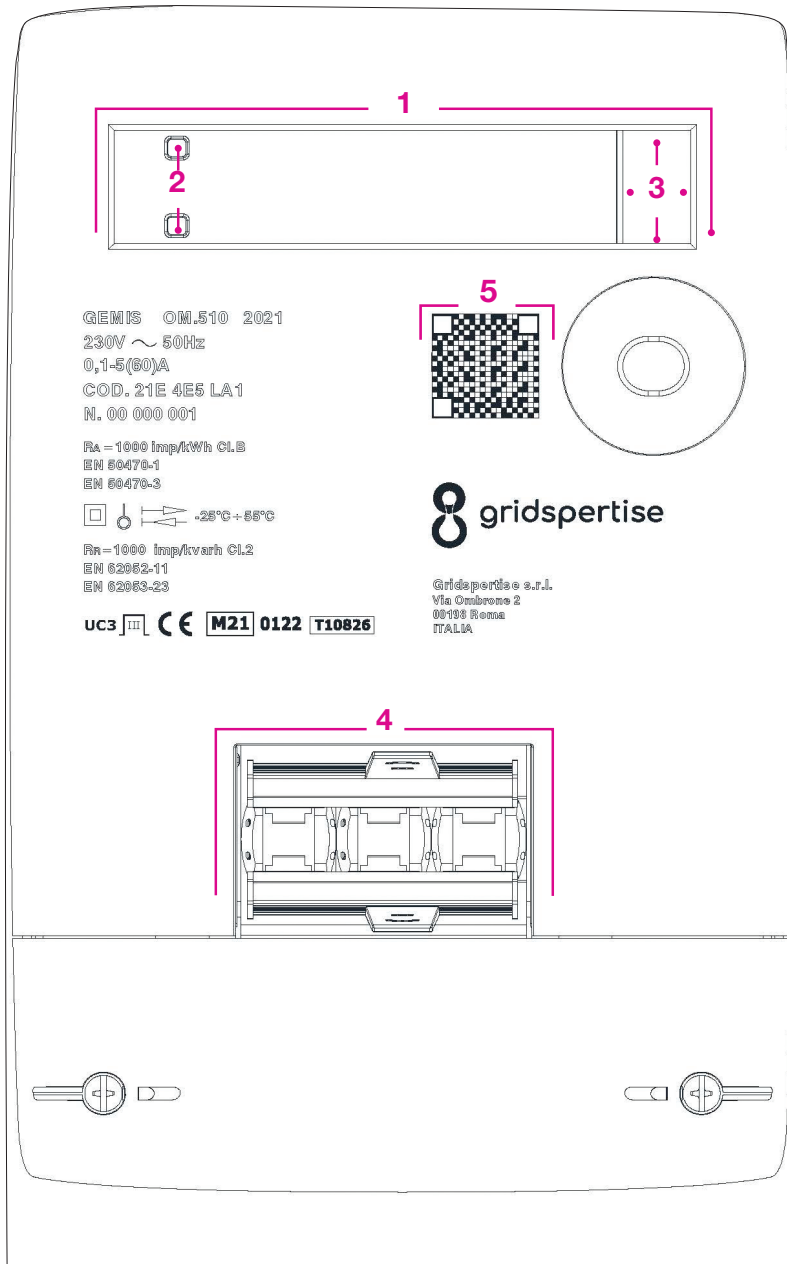 1
2
3
5
GEMIS OM.510 2021
230V ~ 50Hz
0,1-5(60)A
COD. 21E 4E5 LA1
N. 00 000 001
RA = 1000 imp/kWh Cl.B
EN 50470-1
EN 50470-3
-25°C ÷ 55°C
RR = 1000 imp/kvarh Cl.2
EN 62052-11
EN 62053-23
UC3 III CE M21 0122 T10826
gridspertise
Gridspertise s.r.l.
Via Ombrone 2
00198 Roma
ITALIA
4